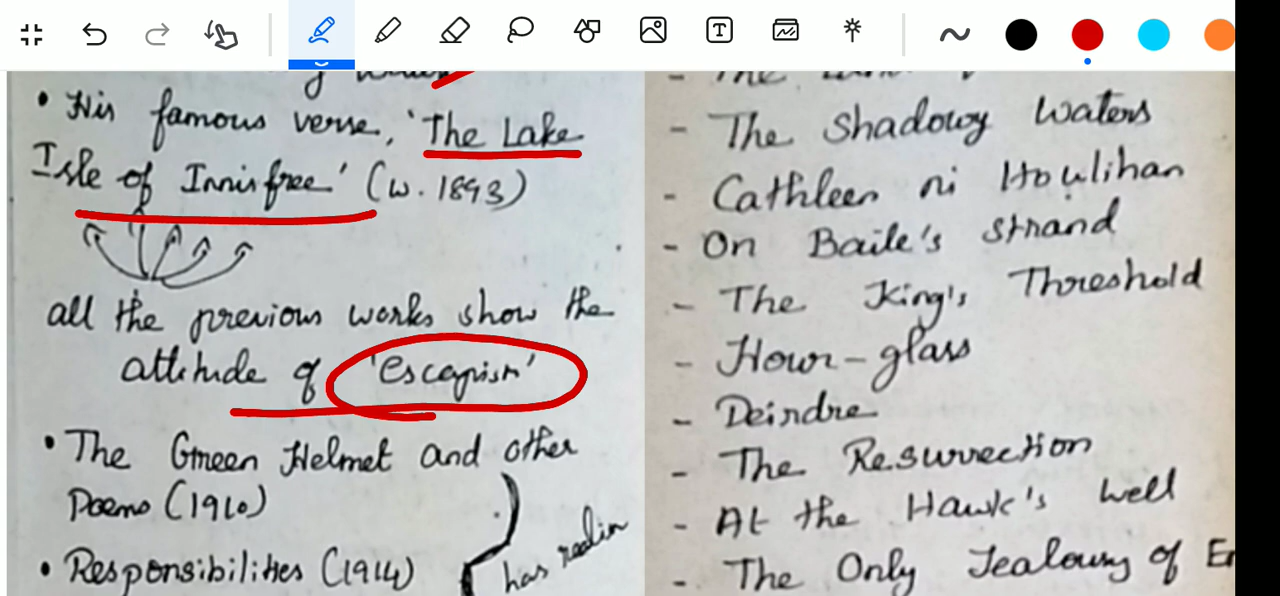 • His famous verse, 'The Lake
Isle of Innisfree' (w. 1893)
all the previous works show the
attitude of 'escapism'
• The Green Helmet and other
Poems (1910)
• Responsibilities (1914)
has realism
- The Shadowy Waters
- Cathleen ni Houlihan
- On Baile's strand
- The King's Threshold
- Hour-glass
- Deirdre
- The Resurrection
- At the Hawk's Well
- The Only Jealousy of